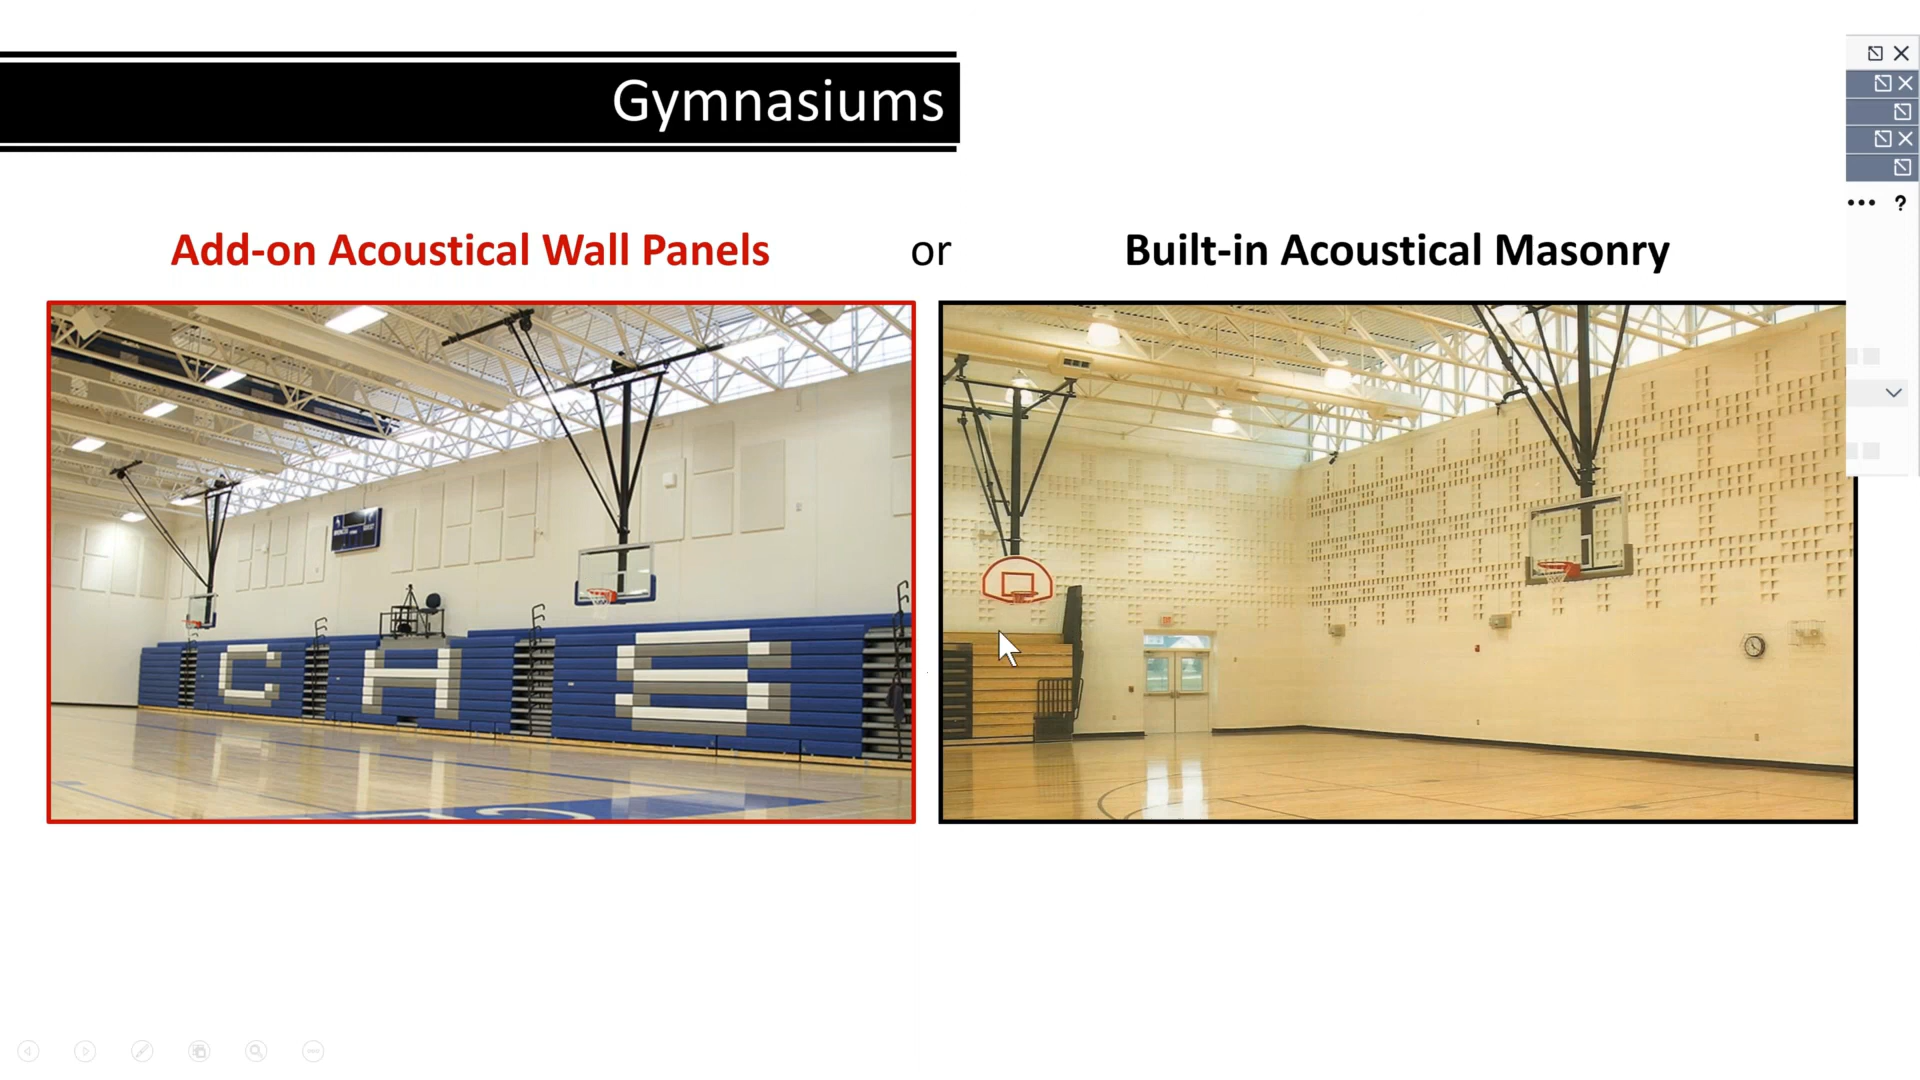 Gymnasiums
Add-on Acoustical Wall Panels or Built-in Acoustical Masonry
CHS